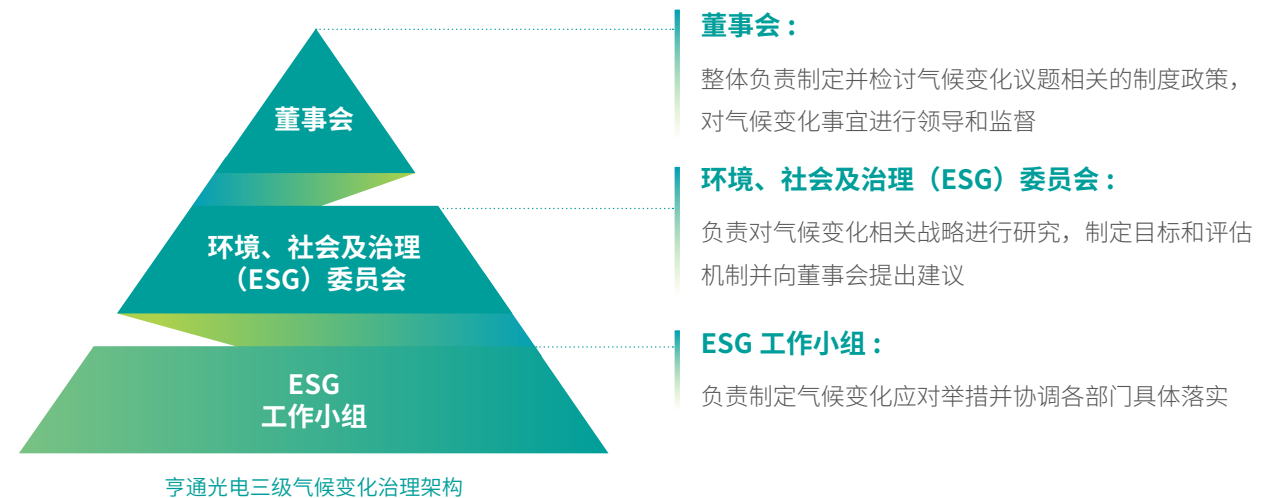 董事会
环境、社会及治理
（ESG）委员会
ESG
工作小组
亨通光电三级气候变化治理架构
董事会：
整体负责制定并检讨气候变化议题相关的制度政策，
对气候变化事宜进行领导和监督
环境、社会及治理（ESG）委员会：
负责对气候变化相关战略进行研究，制定目标和评估
机制并向董事会提出建议
ESG 工作小组：
负责制定气候变化应对举措并协调各部门具体落实